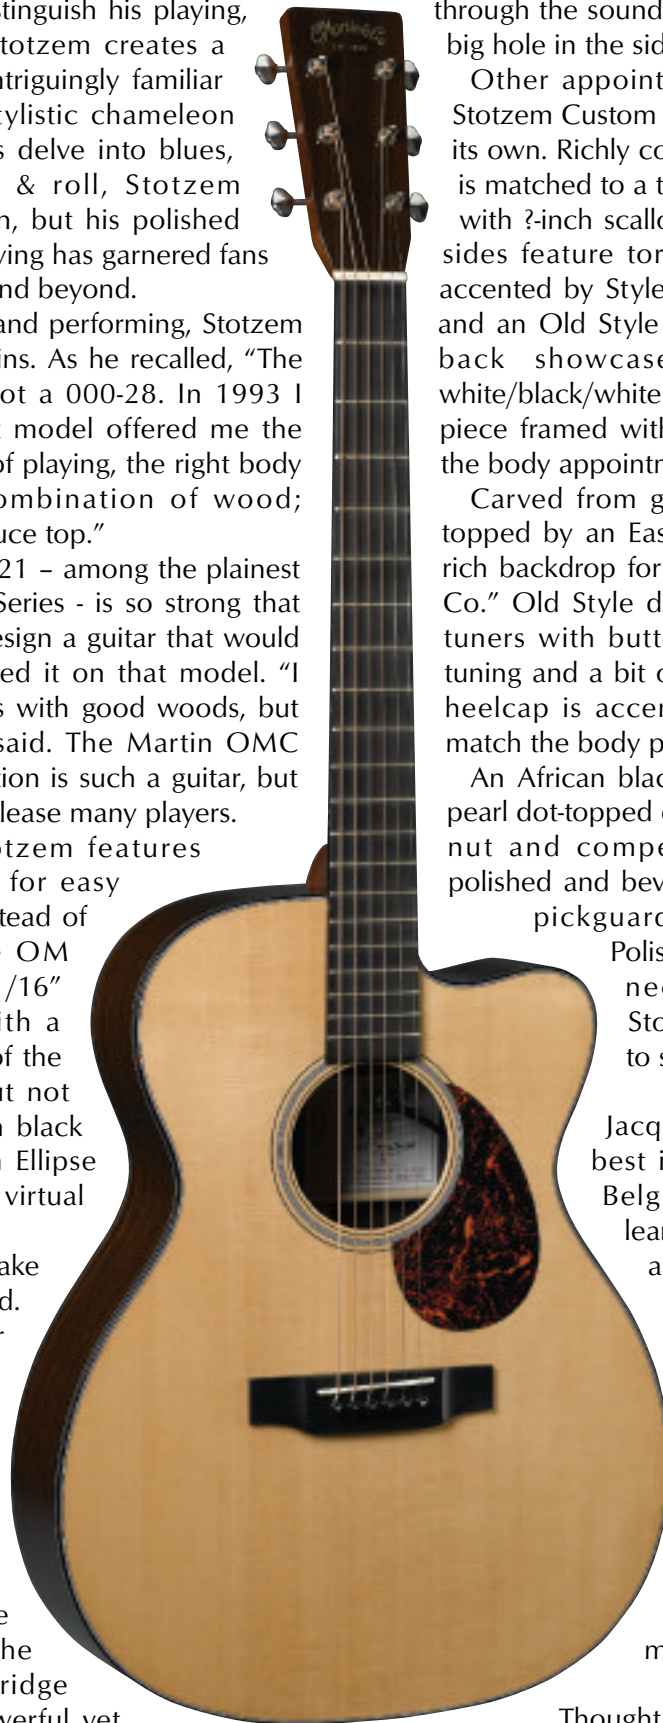 stinguish his playing,
totzem creates a
ntriguingly familiar
tylistic chameleon
s delve into blues,
& roll, Stotzem
n, but his polished
ying has garnered fans
nd beyond.
and performing, Stotzem
ins. As he recalled, “The
ot a 000-28. In 1993 I
t model offered me the
of playing, the right body
ombination of wood;
uce top.”
21 – among the plainest
Series - is so strong that
esign a guitar that would
ed it on that model. “I
s with good woods, but
said. The Martin OMC
tion is such a guitar, but
lease many players.
otzem features
for easy
tead of
OM
/16”
ith a
of the
ut not
n black
n Ellipse
virtual
ake
d.
r
e
he
ridge
verful yet
through the sound
big hole in the sid
Other appoint
Stotzem Custom
its own. Richly co
is matched to a t
with ?-inch scallo
sides feature tor
accented by Style
and an Old Style
back showcase
white/black/white
piece framed with
the body appointm
Carved from g
topped by an Eas
rich backdrop for
Co.” Old Style d
tuners with butt
tuning and a bit o
heelcap is accen
match the body p
An African blac
pearl dot-topped e
nut and compe
polished and bev
pickguard
Polis
nec
Sto
to s
Jacq
best i
Belg
lear
a
m
Thought